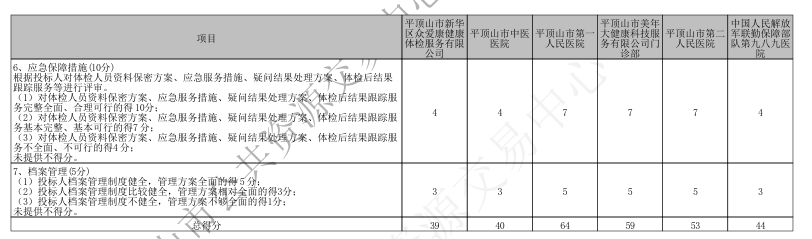 项目
平顶山市新华
区众爱康健康
体检服务有限
公司
平顶山市中医
医院
平顶山市第一
人民医院
平顶山市美年
大健康科技服
务有限公司门
诊部
平顶山市第二
人民医院
中国人民解放
军联勤保障部
队第九八九医
院
6、应急保障措施(10分)
根据投标人对体检人员资料保密方案、应急服务措施、疑问结果处理方案、体检后结果
跟踪服务等进行评审。
（1）对体检人员资料保密方案、应急服务措施、疑问结果处理方案、体检后结果跟踪服
务完整全面、合理可行的得10分；
（2）对体检人员资料保密方案、应急服务措施、疑问结果处理方案、体检后结果跟踪服
务基本完整、基本可行的得7分；
（3）对体检人员资料保密方案、应急服务措施、疑问结果处理方案、体检后结果跟踪服
务不全面、不可行的得4分；
未提供不得分。
4 4 7 7 7 4
7、档案管理(5分)
（1）投标人档案管理制度健全，管理方案全面的得5分；
（2）投标人档案管理制度比较健全，管理方案相对全面的得3分；
（3）投标人档案管理制度不健全，管理方案不够全面的得1分；
未提供不得分。
3 3 5 5 5 3
总得分 39 40 64 59 53 44
山市公共资源交易中心
资源交易中心